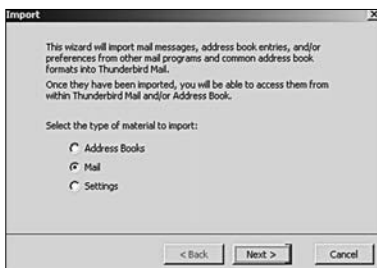 Import
This wizard will import mail messages, address book entries, and/or
preferences from other mail programs and common address book
formats into Thunderbird Mail.
Once they have been imported, you will be able to access them from
within Thunderbird Mail and/or Address Book.
Select the type of material to import:
Address Books
Mail
Settings
< Back Next > Cancel